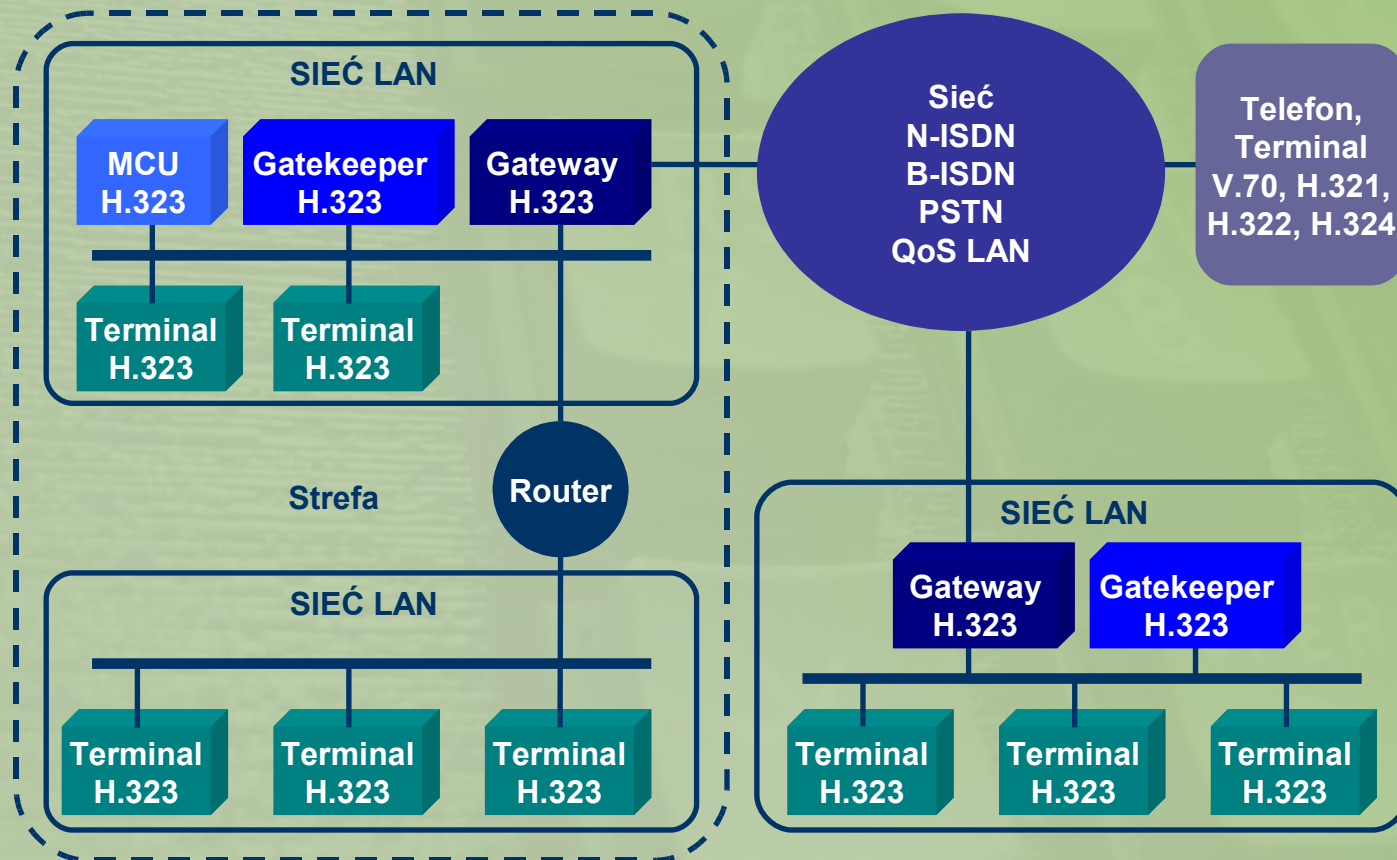 SIEĆ LAN
MCU
H.323
Gatekeeper
H.323
Gateway
H.323
Terminal
H.323
Terminal
H.323
Sieć
N-ISDN
B-ISDN
PSTN
QoS LAN
Telefon,
Terminal
V.70, H.321,
H.322, H.324
Strefa
Router
SIEĆ LAN
Terminal
H.323
Terminal
H.323
Terminal
H.323
SIEĆ LAN
Gateway
H.323
Gatekeeper
H.323
Terminal
H.323
Terminal
H.323
Terminal
H.323